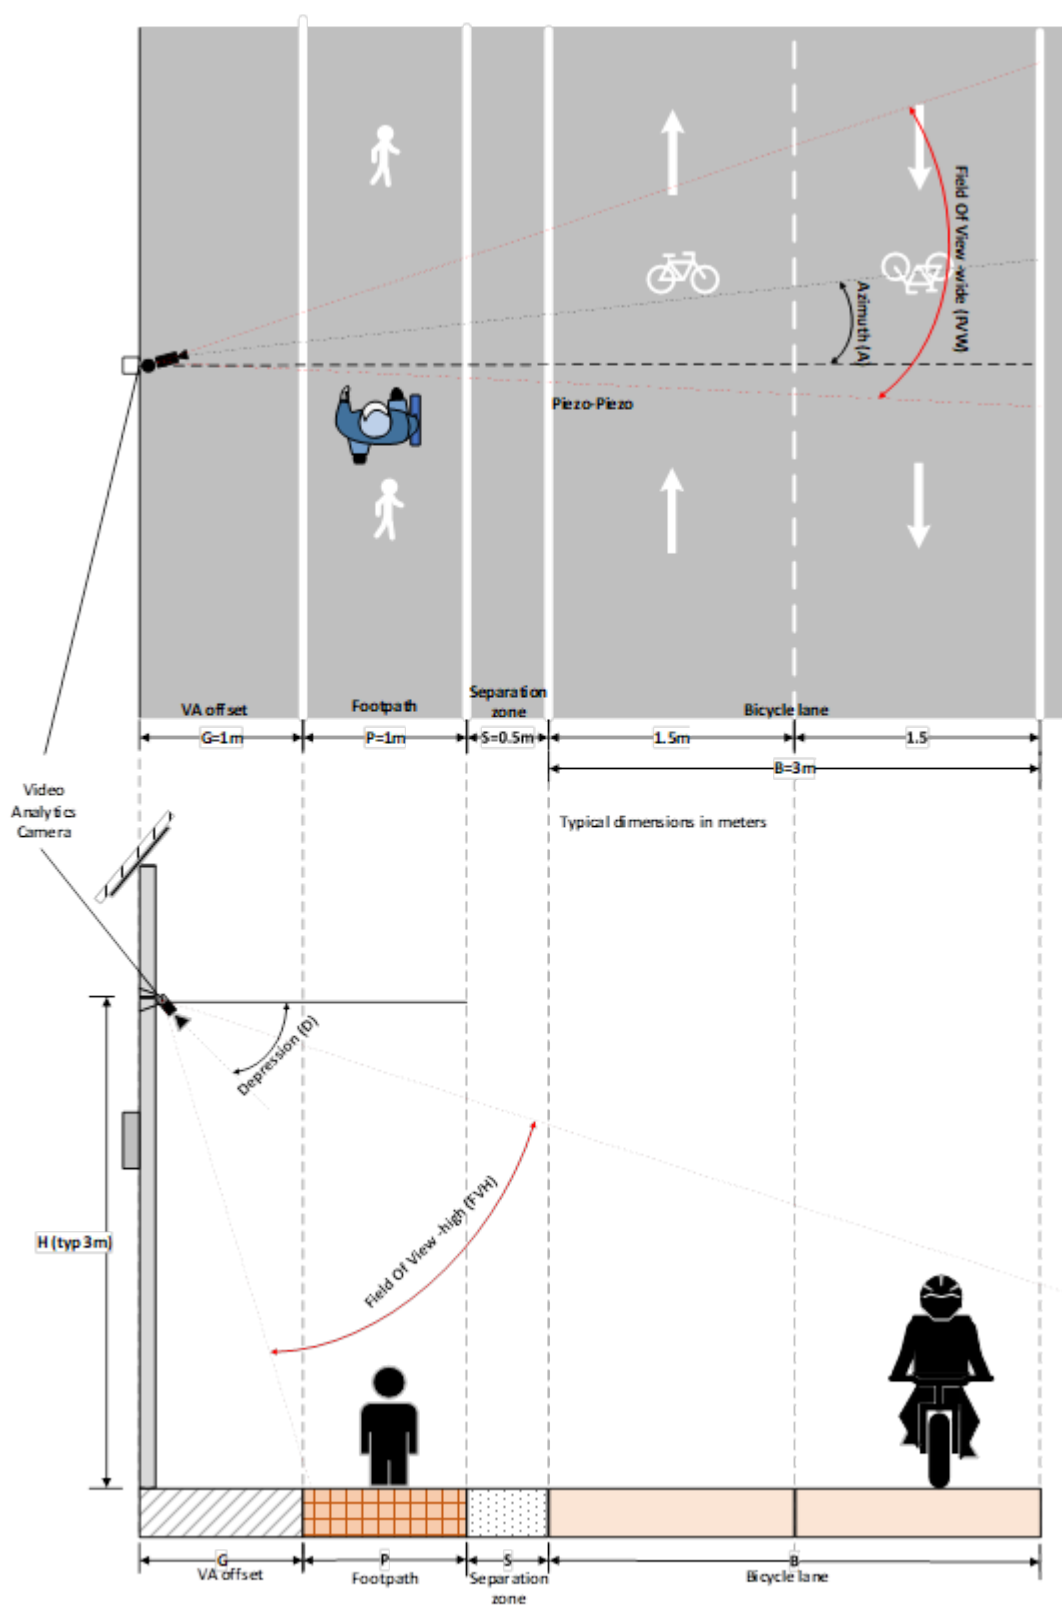 Field Of View -wide (FVW)
Azimuth (A)
Piezo-Piezo
VA offset
Footpath
Separation
zone
Bicycle lane
G=1m
P=1m
S=0.5m
1.5m
1.5
B=3m
Video
Analytics
Camera
Typical dimensions in meters
Depression (D)
Field Of View -high (FVH)
H (typ 3m)
G
P
S
B
VA offset
Footpath
Separation
zone
Bicycle lane